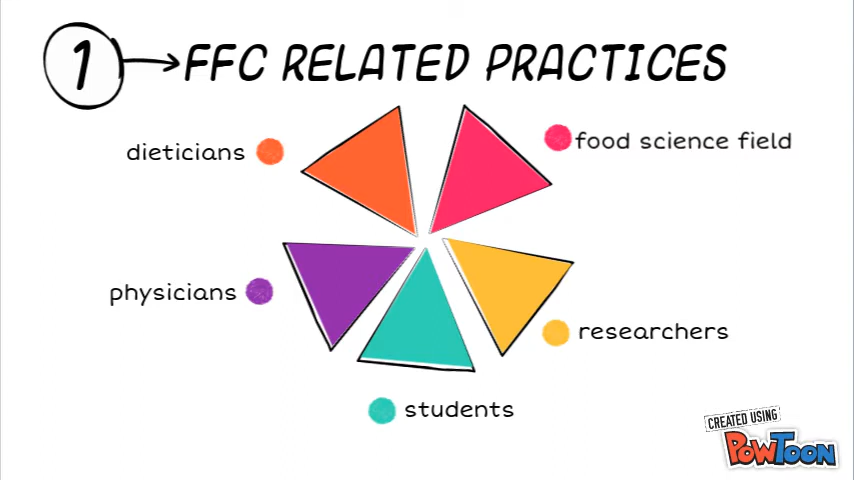 1
FFC RELATED PRACTICES
dieticians
food science field
physicians
researchers
students
CREATED USING
POWTOON